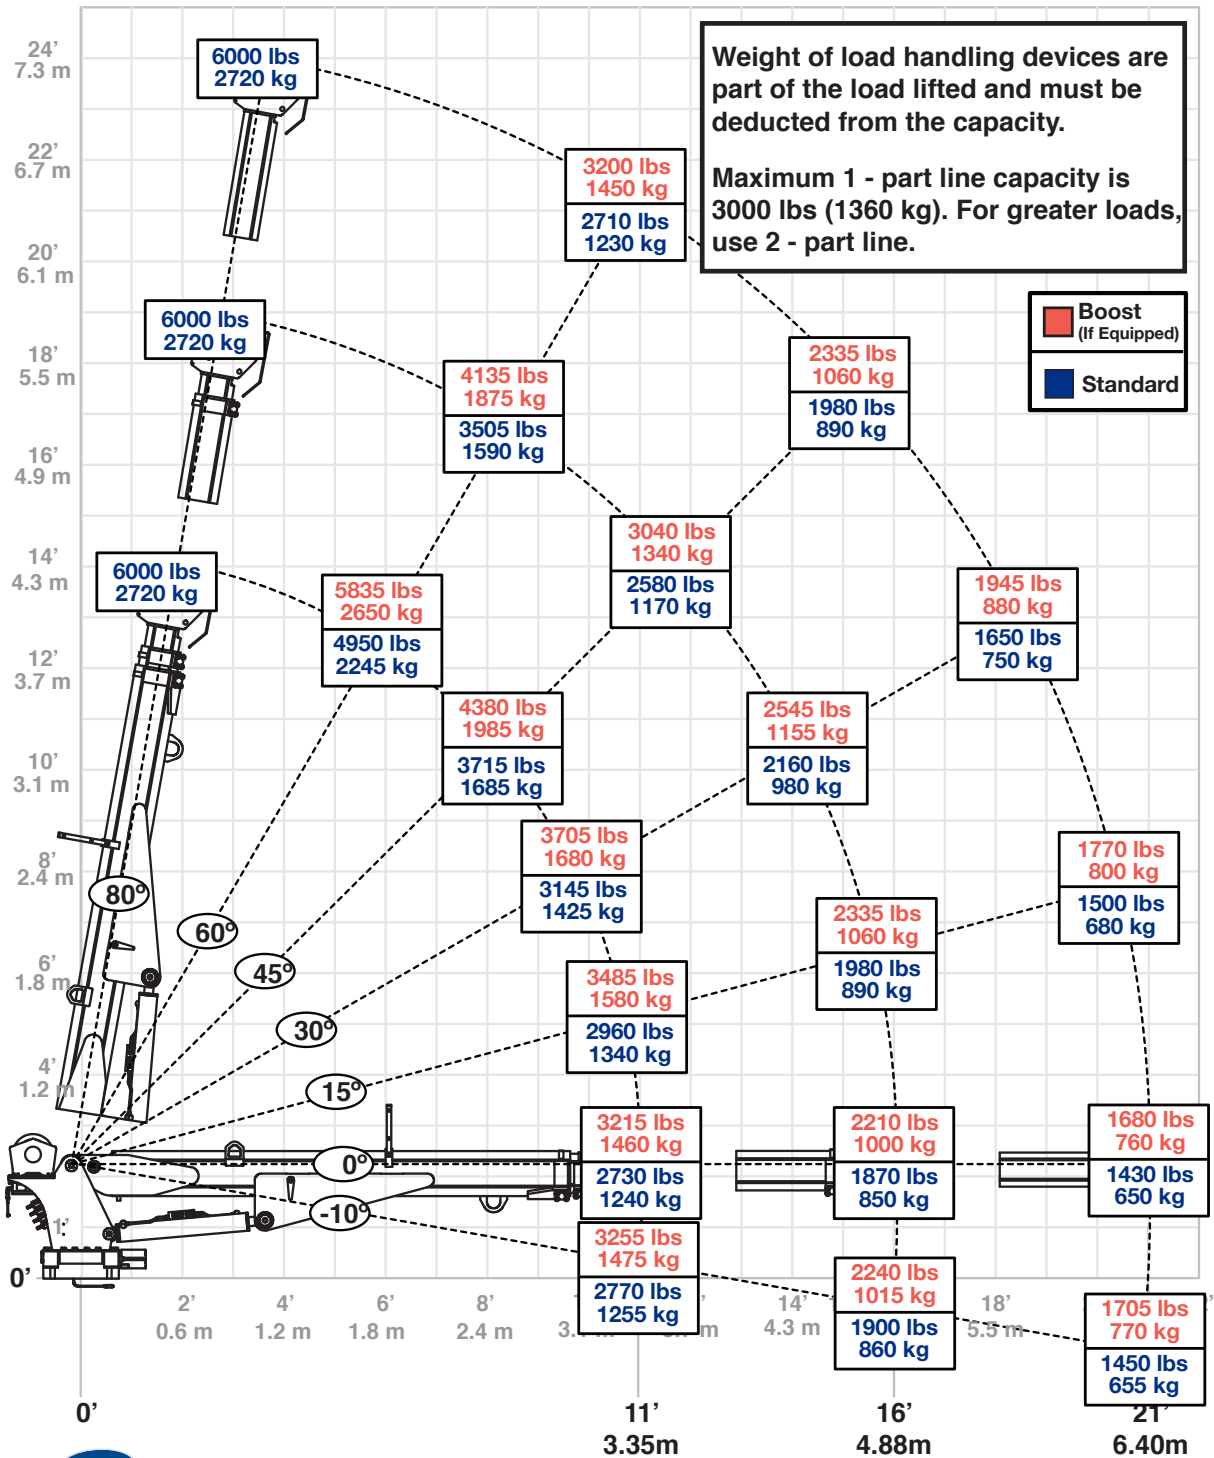 24'
7.3 m
6000 lbs
2720 kg
Weight of load handling devices are
part of the load lifted and must be
deducted from the capacity.
Maximum 1 - part line capacity is
3000 lbs (1360 kg). For greater loads,
use 2 - part line.
22'
6.7 m
3200 lbs
1450 kg
2710 lbs
1230 kg
20'
6.1 m
Boost
(If Equipped)
Standard
6000 lbs
2720 kg
18'
5.5 m
4135 lbs
1875 kg
3505 lbs
1590 kg
2335 lbs
1060 kg
1980 lbs
890 kg
16'
4.9 m
14'
4.3 m
6000 lbs
2720 kg
5835 lbs
2650 kg
4950 lbs
2245 kg
3040 lbs
1340 kg
2580 lbs
1170 kg
1945 lbs
880 kg
1650 lbs
750 kg
12'
3.7 m
4380 lbs
1985 kg
3715 lbs
1685 kg
2545 lbs
1155 kg
2160 lbs
980 kg
10'
3.1 m
3705 lbs
1680 kg
3145 lbs
1425 kg
1770 lbs
800 kg
1500 lbs
680 kg
8'
2.4 m
80°
60°
45°
30°
15°
0°
-10°
2335 lbs
1060 kg
1980 lbs
890 kg
6'
1.8 m
3485 lbs
1580 kg
2960 lbs
1340 kg
4'
1.2 m
3215 lbs
1460 kg
2730 lbs
1240 kg
2210 lbs
1000 kg
1870 lbs
850 kg
1680 lbs
760 kg
1430 lbs
650 kg
1'
0'
3255 lbs
1475 kg
2770 lbs
1255 kg
2240 lbs
1015 kg
1900 lbs
860 kg
1705 lbs
770 kg
1450 lbs
655 kg
2' 4' 6' 8' 14' 18'
0.6 m 1.2 m 1.8 m 2.4 m 4.3 m 5.5 m
0' 11' 16' 21'
3.35m 4.88m 6.40m